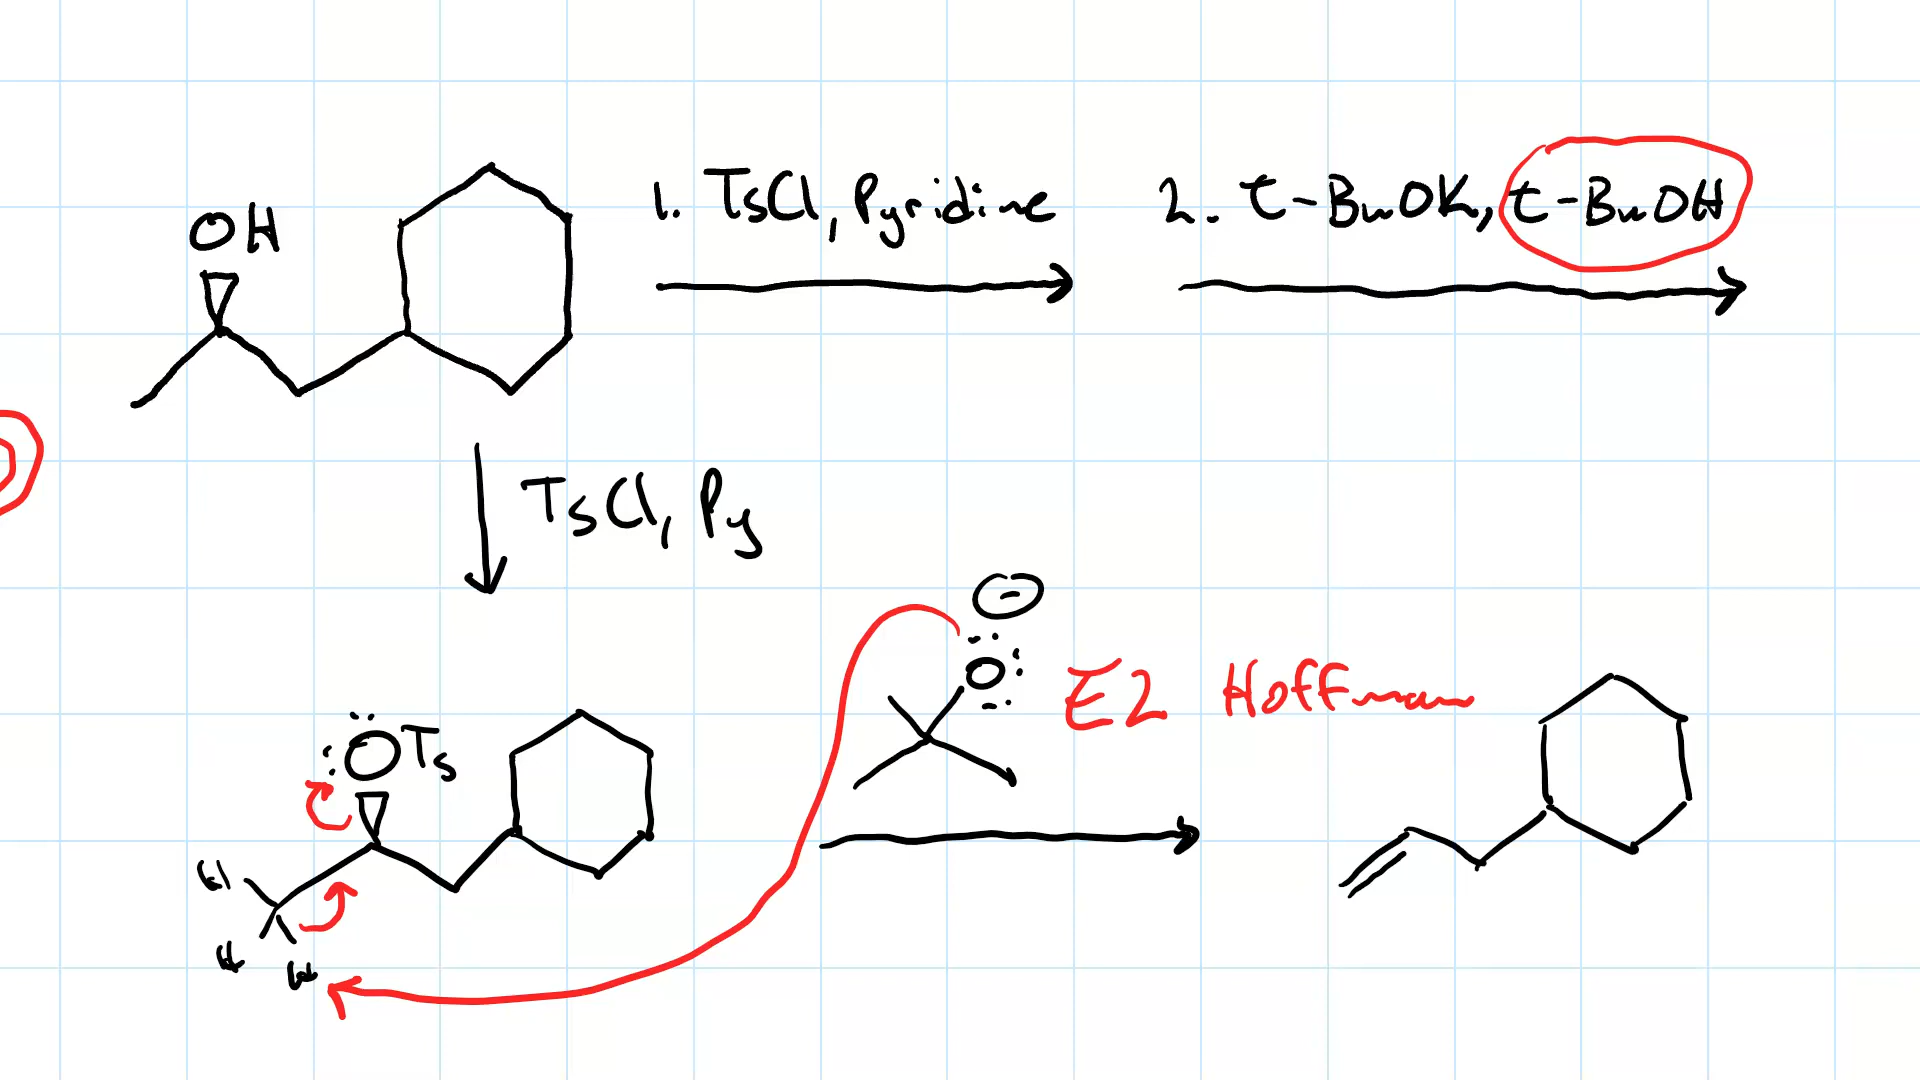 1. TsCl, Pyridine
2. t-BuOK, t-BuOH
OH
TsCl, Py
⊖
:O:
E2 Hoffman
:OTs
H
H
H